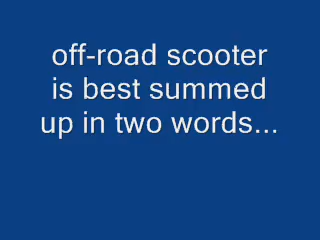 off-road scooter
is best summed
up in two words...